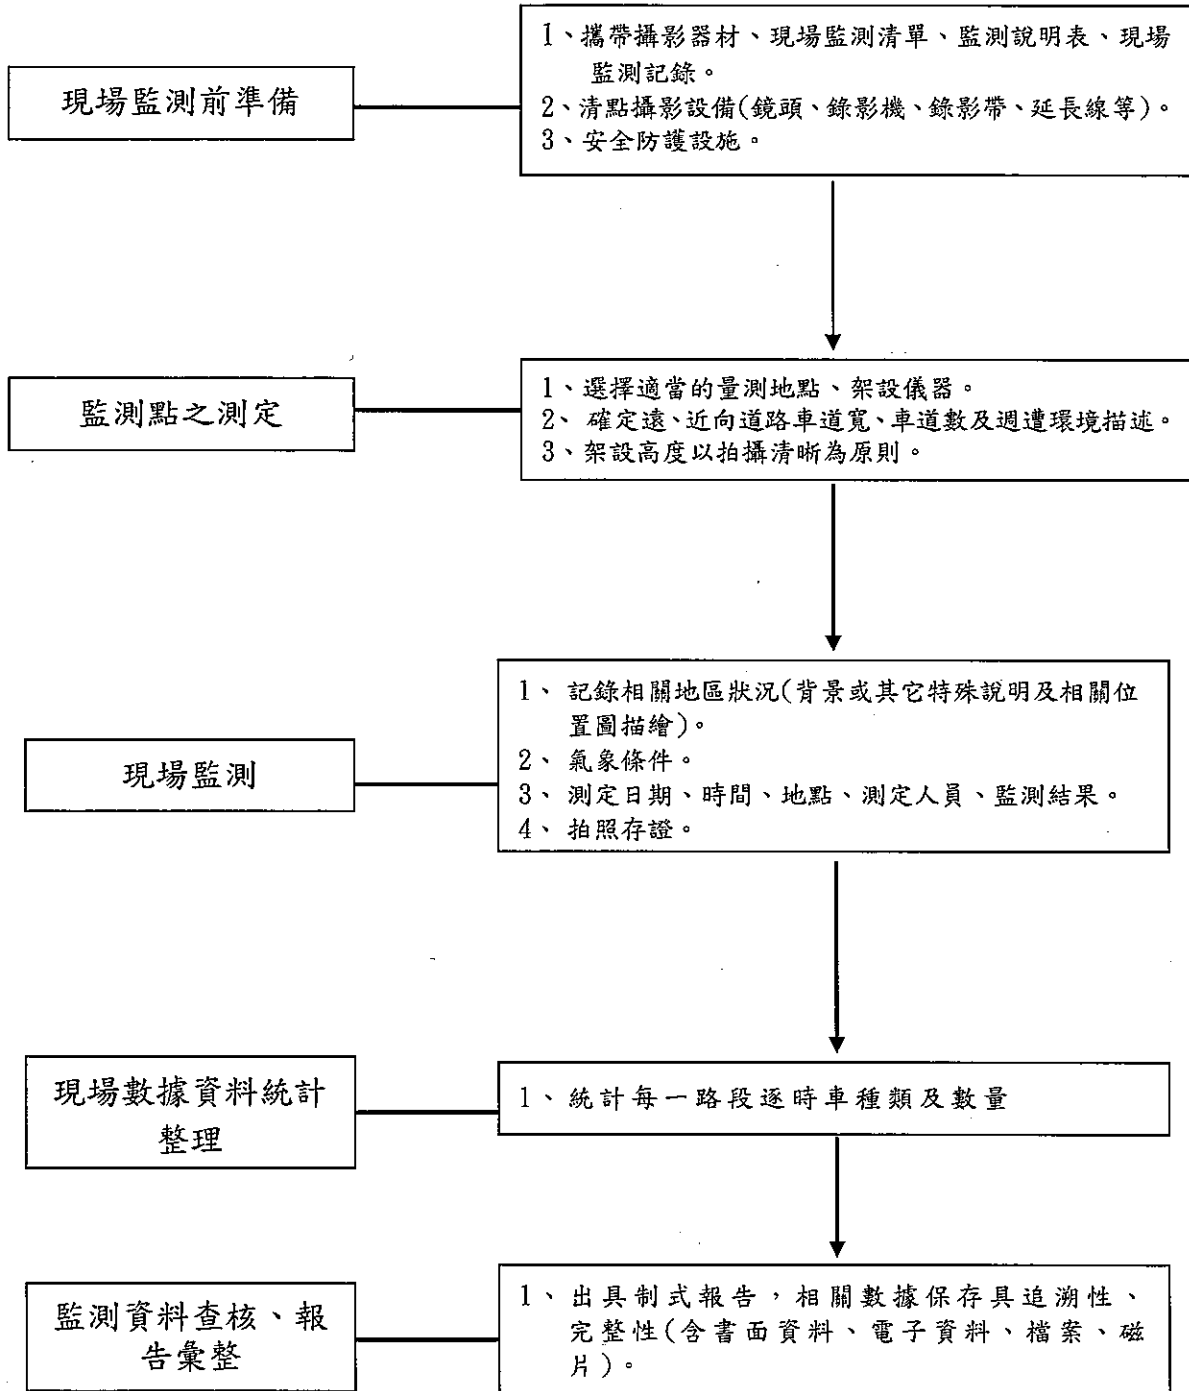 1、攜帶攝影器材、現場監測清單、監測說明表、現場
監測記錄。
現場監測前準備
2、清點攝影設備(鏡頭、錄影機、錄影帶、延長線等)。
3、安全防護設施。
監測點之測定
1、選擇適當的量測地點、架設儀器。
2、 確定遠、近向道路車道寬、車道數及週遭環境描述。
3、架設高度以拍攝清晰為原則。
現場監測
1、 記錄相關地區狀況(背景或其它特殊說明及相關位
置圖描繪)。
2、 氣象條件。
3、 測定日期、時間、地點、測定人員、監測結果。
4、 拍照存證。
現場數據資料統計
整理
1、 統計每一路段逐時車種類及數量
監測資料查核、報
告彙整
1、 出具制式報告，相關數據保存具追溯性、
完整性(含書面資料、電子資料、檔案、磁
片)。